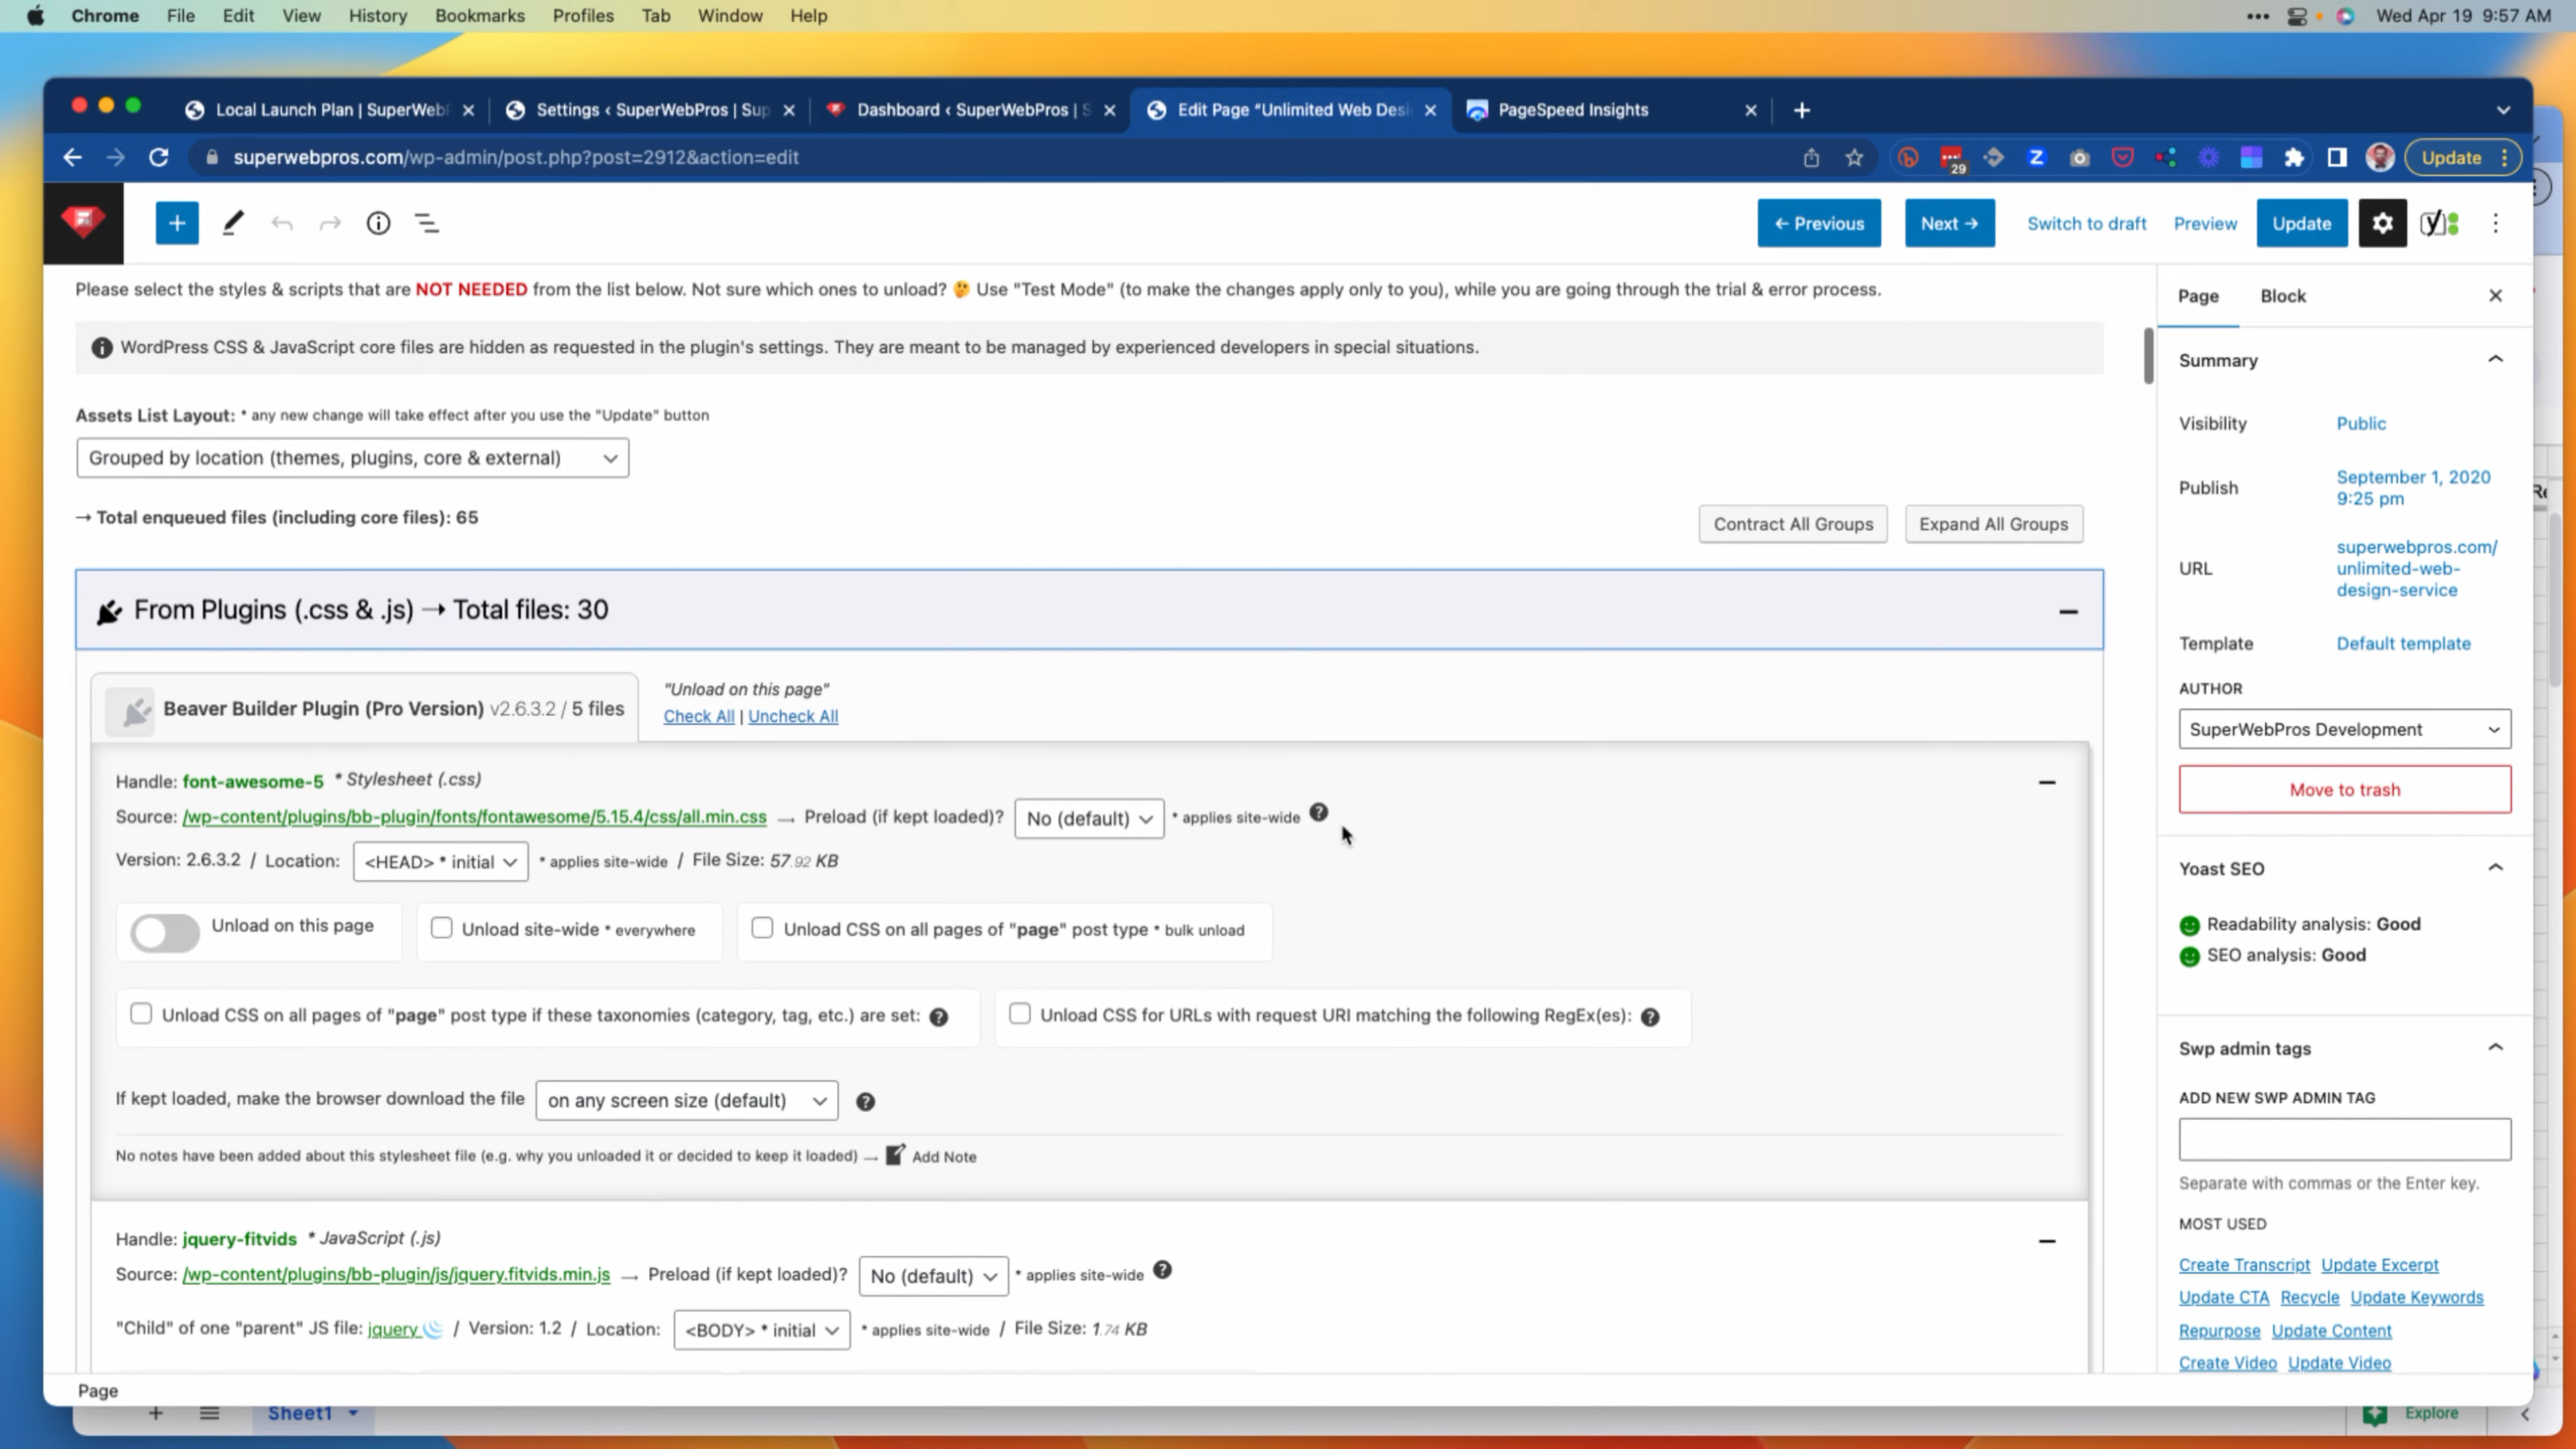 Chrome File Edit View History Bookmarks Profiles Tab Window Help
Wed Apr 19 9:57 AM
Local Launch Plan | SuperWebP
Settings ‹ SuperWebPros | Sup
Dashboard ‹ SuperWebPros | S
Edit Page "Unlimited Web Desi
PageSpeed Insights
superwebpros.com/wp-admin/post.php?post=2912&action=edit
29
Update
← Previous
Next →
Switch to draft
Preview
Update
Please select the styles & scripts that are NOT NEEDED from the list below. Not sure which ones to unload? 🤔 Use "Test Mode" (to make the changes apply only to you), while you are going through the trial & error process.
WordPress CSS & JavaScript core files are hidden as requested in the plugin's settings. They are meant to be managed by experienced developers in special situations.
Assets List Layout: * any new change will take effect after you use the "Update" button
Grouped by location (themes, plugins, core & external)
→ Total enqueued files (including core files): 65
Contract All Groups
Expand All Groups
From Plugins (.css & .js) → Total files: 30
Beaver Builder Plugin (Pro Version) v2.6.3.2 / 5 files
"Unload on this page"
Check All | Uncheck All
Handle: font-awesome-5 * Stylesheet (.css)
Source: /wp-content/plugins/bb-plugin/fonts/fontawesome/5.15.4/css/all.min.css → Preload (if kept loaded)? No (default) * applies site-wide
Version: 2.6.3.2 / Location: <HEAD> * initial * applies site-wide / File Size: 57.92 KB
Unload on this page
Unload site-wide * everywhere
Unload CSS on all pages of "page" post type * bulk unload
Unload CSS on all pages of "page" post type if these taxonomies (category, tag, etc.) are set:
Unload CSS for URLs with request URI matching the following RegEx(es):
If kept loaded, make the browser download the file on any screen size (default)
No notes have been added about this stylesheet file (e.g. why you unloaded it or decided to keep it loaded) → Add Note
Handle: jquery-fitvids * JavaScript (.js)
Source: /wp-content/plugins/bb-plugin/js/jquery.fitvids.min.js → Preload (if kept loaded)? No (default) * applies site-wide
"Child" of one "parent" JS file: jquery / Version: 1.2 / Location: <BODY> * initial * applies site-wide / File Size: 1.74 KB
Page
Page
Block
Summary
Visibility
Public
Publish
September 1, 2020
9:25 pm
URL
superwebpros.com/
unlimited-web-
design-service
Template
Default template
AUTHOR
SuperWebPros Development
Move to trash
Yoast SEO
Readability analysis: Good
SEO analysis: Good
Swp admin tags
ADD NEW SWP ADMIN TAG
Separate with commas or the Enter key.
MOST USED
Create Transcript Update Excerpt
Update CTA Recycle Update Keywords
Repurpose Update Content
Create Video Update Video
Sheet1
Explore